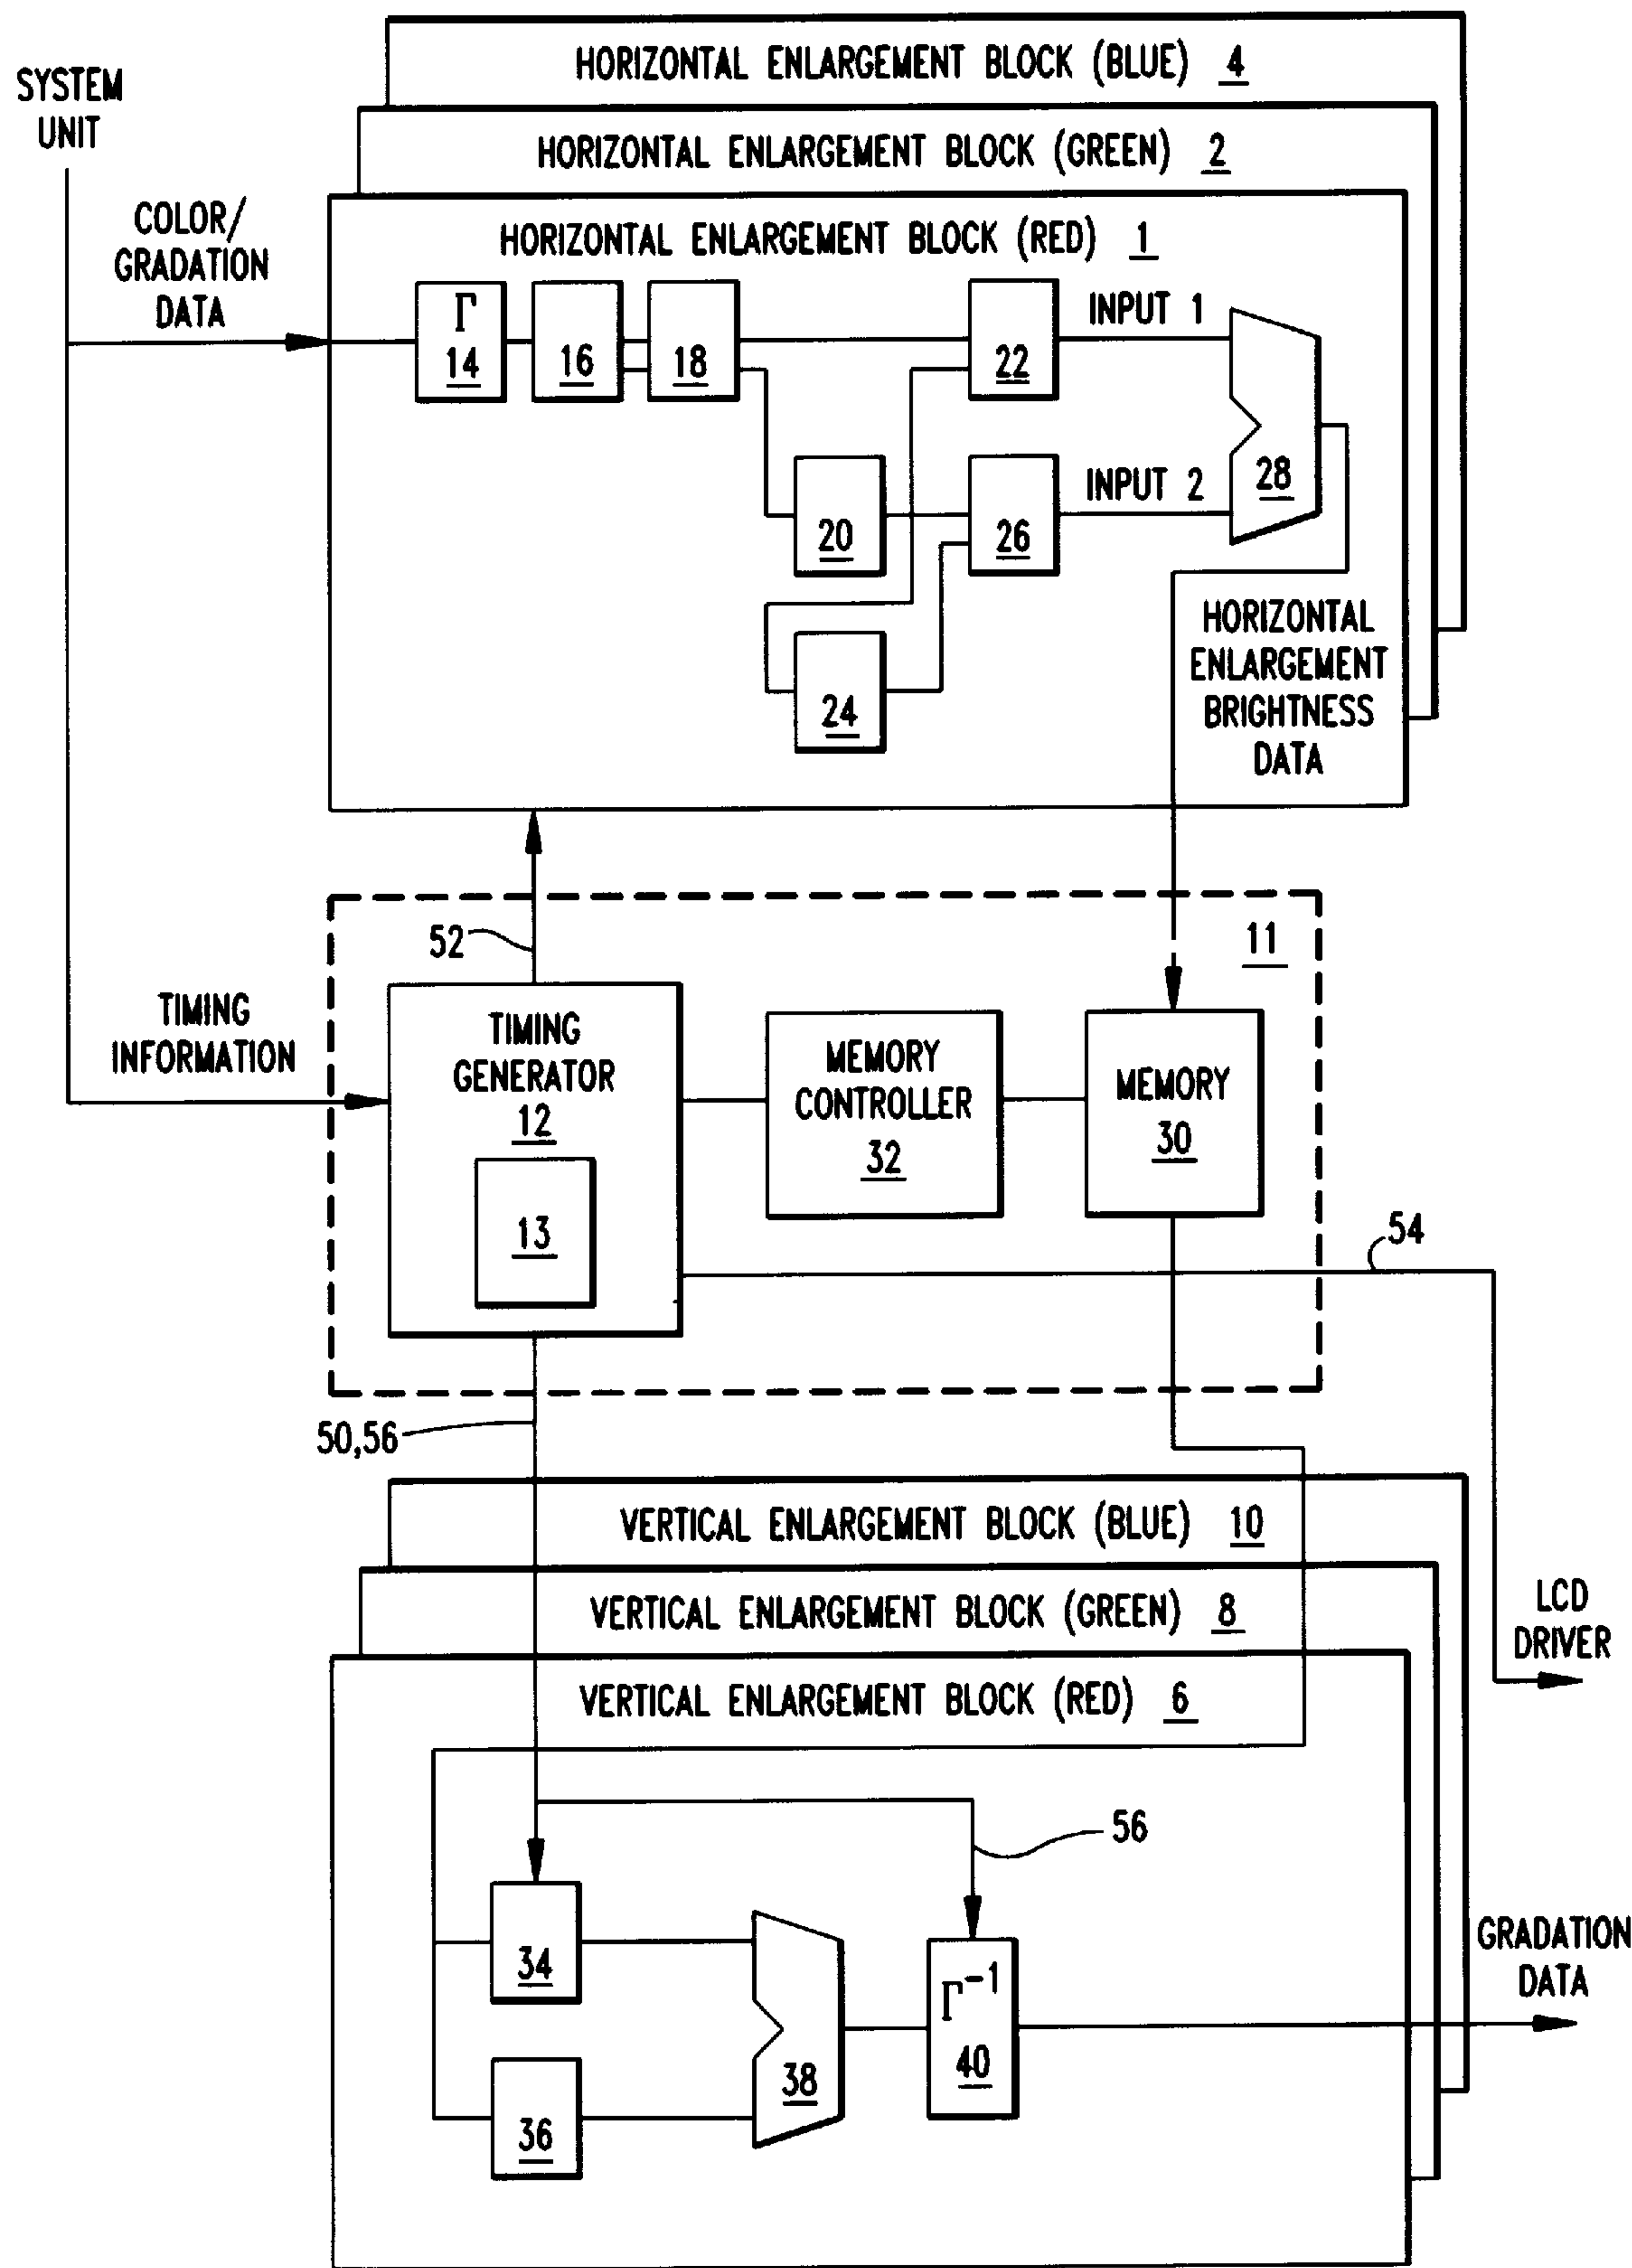 HORIZONTAL ENLARGEMENT BLOCK (BLUE) 4
SYSTEM
UNIT
HORIZONTAL ENLARGEMENT BLOCK (GREEN) 2
COLOR/
GRADATION
DATA
HORIZONTAL ENLARGEMENT BLOCK (RED) 1
Γ
14
16
18
22
INPUT 1
28
20
26
INPUT 2
24
HORIZONTAL
ENLARGEMENT
BRIGHTNESS
DATA
52
11
TIMING
INFORMATION
TIMING
GENERATOR
12
13
MEMORY
CONTROLLER
32
MEMORY
30
54
50,56
VERTICAL ENLARGEMENT BLOCK (BLUE) 10
VERTICAL ENLARGEMENT BLOCK (GREEN) 8
LCD
DRIVER
VERTICAL ENLARGEMENT BLOCK (RED) 6
56
34
36
38
Γ⁻¹
40
GRADATION
DATA